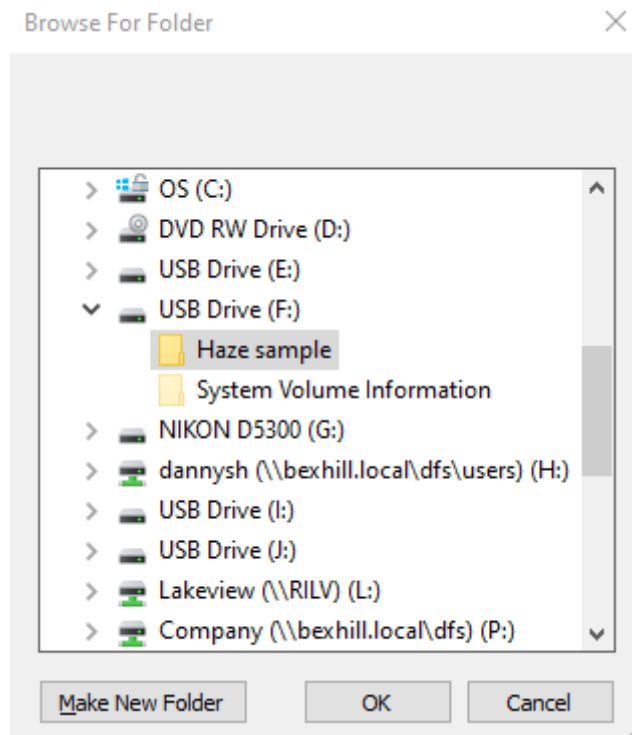 Browse For Folder
OS (C:)
DVD RW Drive (D:)
USB Drive (E:)
USB Drive (F:)
Haze sample
System Volume Information
NIKON D5300 (G:)
dannysh (\\bexhill.local\dfs\users) (H:)
USB Drive (I:)
USB Drive (J:)
Lakeview (\\RILV) (L:)
Company (\\bexhill.local\dfs) (P:)
Make New Folder OK Cancel